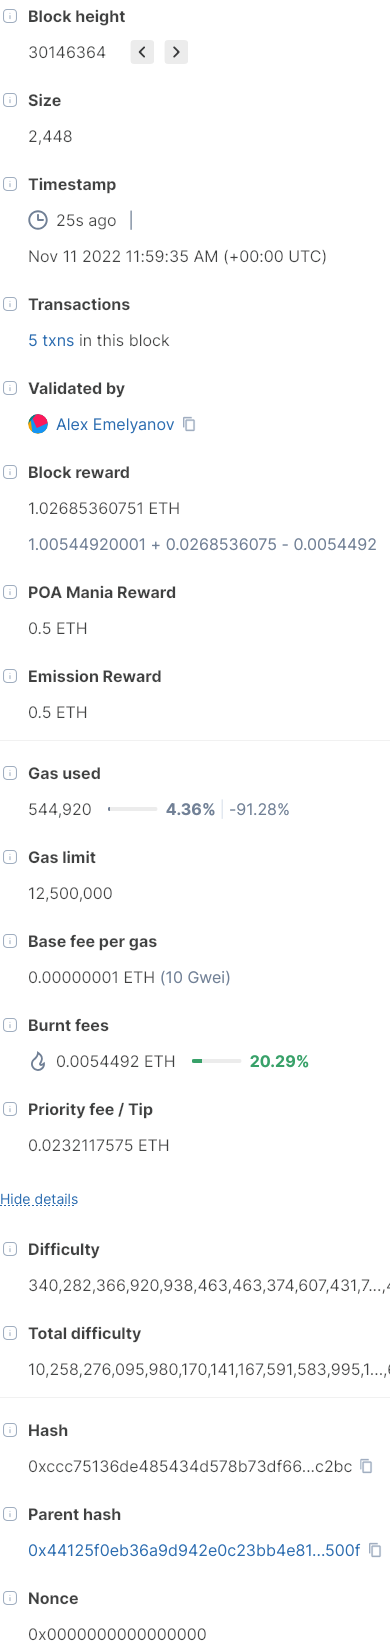 Block height
30146364
Size
2,448
Timestamp
25s ago
Nov 11 2022 11:59:35 AM (+00:00 UTC)
Transactions
5 txns in this block
Validated by
Alex Emelyanov
Block reward
1.02685360751 ETH
1.00544920001 + 0.0268536075 - 0.0054492
POA Mania Reward
0.5 ETH
Emission Reward
0.5 ETH
Gas used
544,920 4.36% -91.28%
Gas limit
12,500,000
Base fee per gas
0.00000001 ETH (10 Gwei)
Burnt fees
0.0054492 ETH 20.29%
Priority fee / Tip
0.0232117575 ETH
Hide details
Difficulty
340,282,366,920,938,463,463,374,607,431,7...,4
Total difficulty
10,258,276,095,980,170,141,167,591,583,995,1...,
Hash
0xccc75136de485434d578b73df66...c2bc
Parent hash
0x44125f0eb36a9d942e0c23bb4e81...500f
Nonce
0x0000000000000000